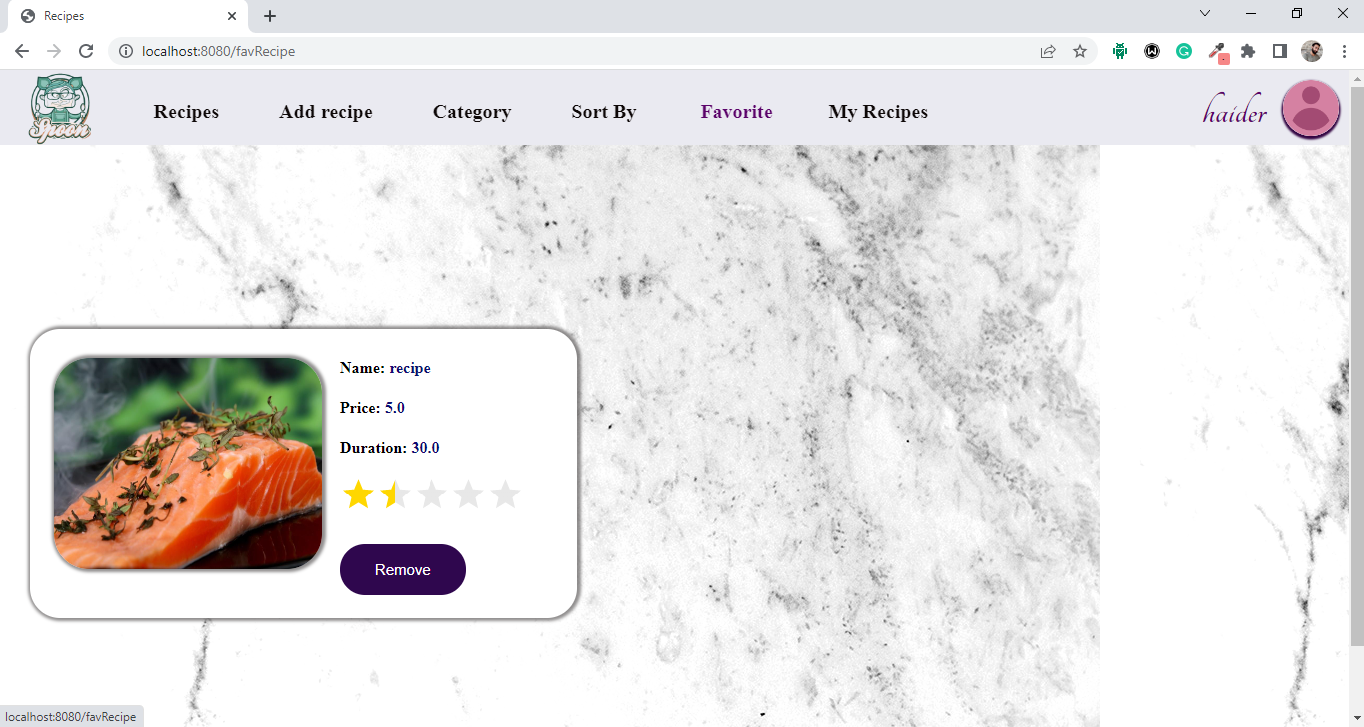 Recipes
localhost:8080/favRecipe
Spoon
Recipes Add recipe Category Sort By Favorite My Recipes haider
Name: recipe
Price: 5.0
Duration: 30.0
Remove
localhost:8080/favRecipe